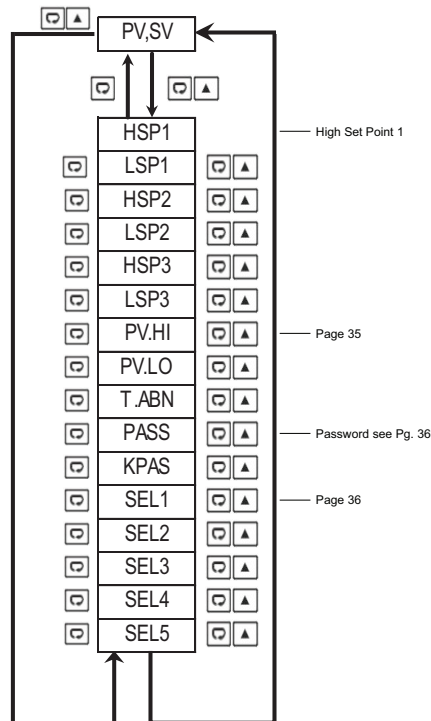 PV,SV
HSP1
High Set Point 1
LSP1
HSP2
LSP2
HSP3
LSP3
PV.HI
Page 35
PV.LO
T.ABN
PASS
Password see Pg. 36
KPAS
SEL1
Page 36
SEL2
SEL3
SEL4
SEL5